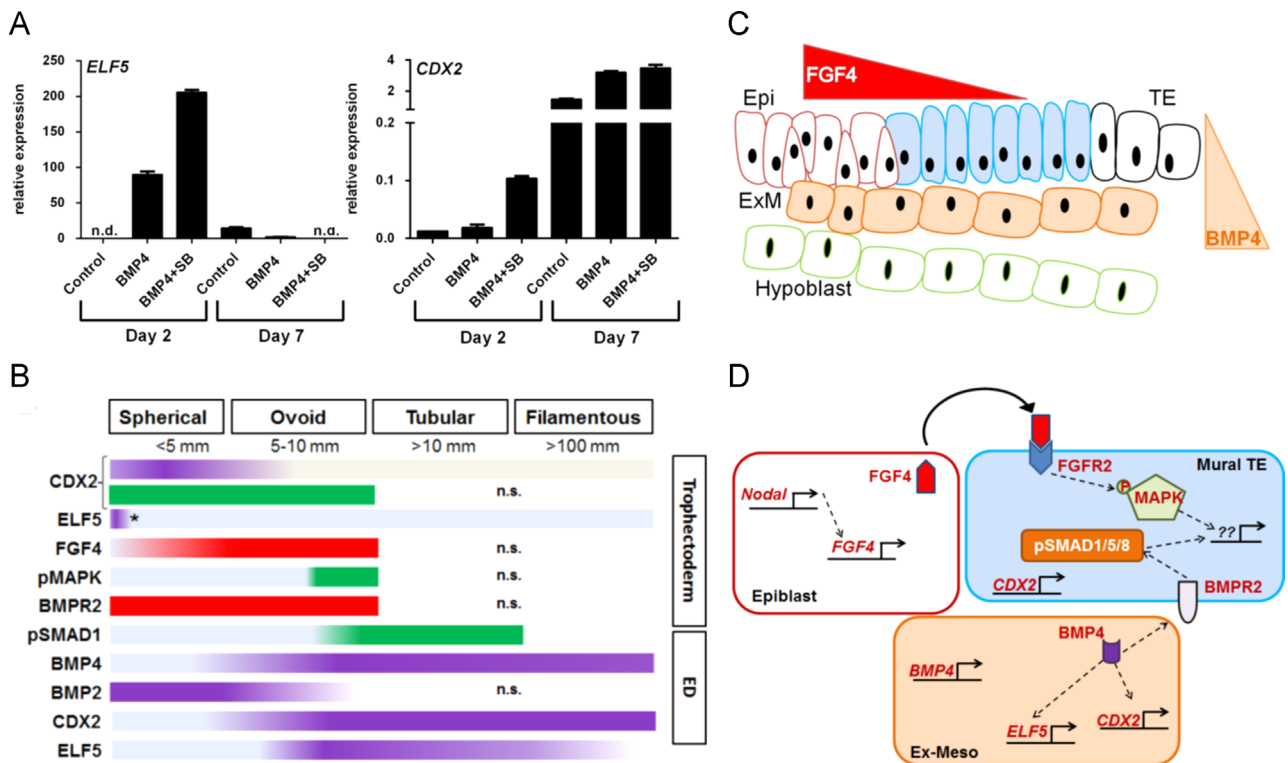 A
ELF5
relative expression
250
200
150
100
50
0
n.d.
n.d.
Control
BMP4
BMP4+SB
Control
BMP4
BMP4+SB
Day 2
Day 7
CDX2
relative expression
4
2
0.2
0.1
0.0
Control
BMP4
BMP4+SB
Control
BMP4
BMP4+SB
Day 2
Day 7
B
Spherical
Ovoid
Tubular
Filamentous
<5 mm
5-10 mm
>10 mm
>100 mm
CDX2
n.s.
ELF5
*
FGF4
n.s.
pMAPK
n.s.
BMPR2
n.s.
pSMAD1
BMP4
BMP2
n.s.
CDX2
ELF5
Trophectoderm
ED
C
FGF4
Epi
TE
ExM
BMP4
Hypoblast
D
FGF4
FGFR2
Mural TE
P
MAPK
Nodal
??
FGF4
pSMAD1/5/8
CDX2
Epiblast
BMPR2
BMP4
BMP4
ELF5
CDX2
Ex-Meso